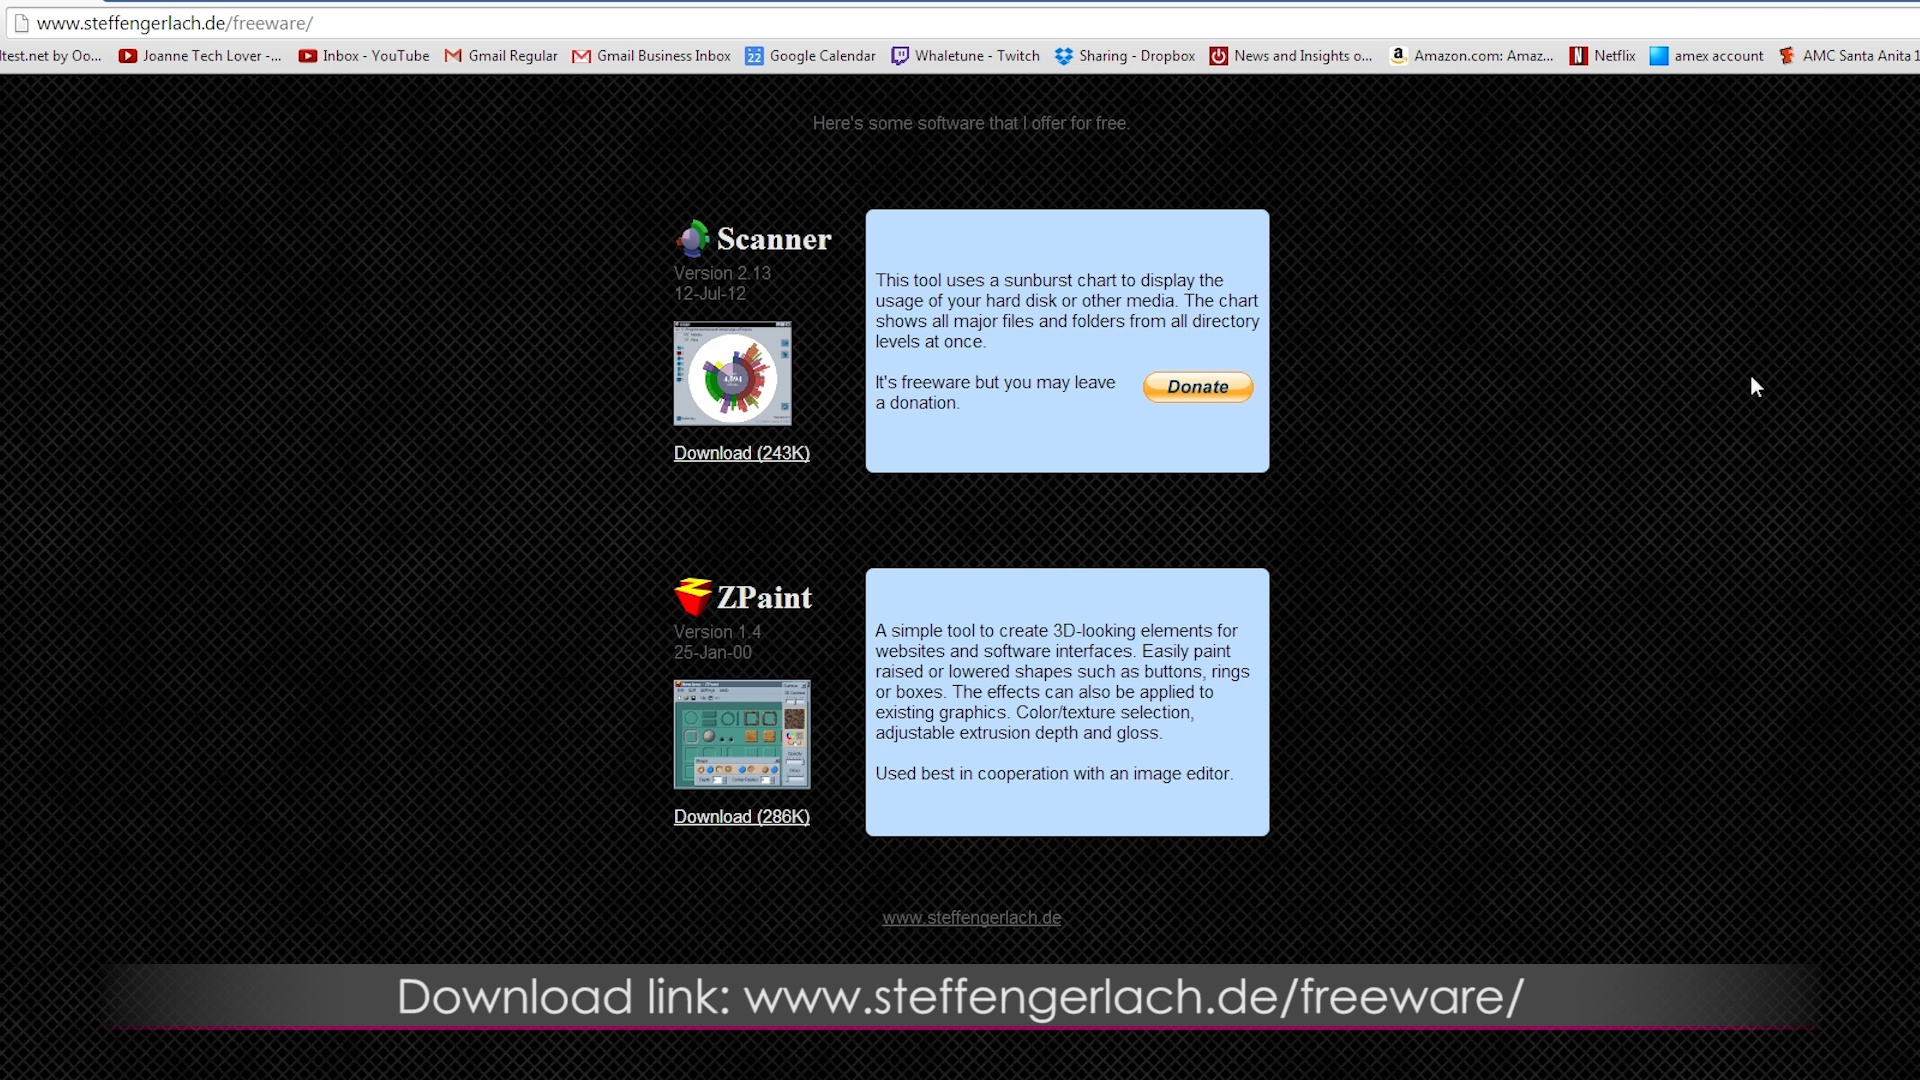 www.steffengerlach.de/freeware/
ltest.net by Oo... Joanne Tech Lover -... Inbox - YouTube Gmail Regular Gmail Business Inbox 22 Google Calendar Whaletune - Twitch Sharing - Dropbox News and Insights o... a Amazon.com: Amaz... N Netflix amex account AMC Santa Anita 1
Here's some software that I offer for free.
Scanner
Version 2.13
12-Jul-12
Download (243K)
This tool uses a sunburst chart to display the
usage of your hard disk or other media. The chart
shows all major files and folders from all directory
levels at once.
It's freeware but you may leave
a donation.
Donate
ZPaint
Version 1.4
25-Jan-00
Download (286K)
A simple tool to create 3D-looking elements for
websites and software interfaces. Easily paint
raised or lowered shapes such as buttons, rings
or boxes. The effects can also be applied to
existing graphics. Color/texture selection,
adjustable extrusion depth and gloss.
Used best in cooperation with an image editor.
www.steffengerlach.de
Download link: www.steffengerlach.de/freeware/